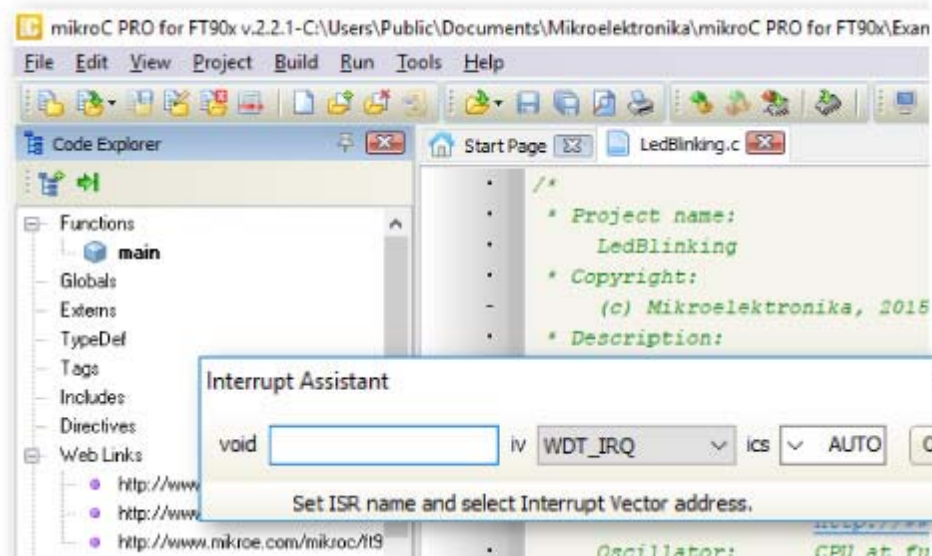 mikroC PRO for FT90x v.2.2.1-C:\Users\Public\Documents\Mikroelektronika\mikroC PRO for FT90x\Exan
File Edit View Project Build Run Tools Help
Code Explorer
Start Page
LedBlinking.c
Functions
main
Globals
Externs
TypeDef
Tags
Includes
Directives
Web Links
http://www
http://www
http://www.mikroe.com/mikroc/ft9
/*
* Project name:
LedBlinking
* Copyright:
(c) Mikroelektronika, 2015
* Description:
Interrupt Assistant
void
iv WDT_IRQ
ics AUTO
Set ISR name and select Interrupt Vector address.
Oscillator: CPU at fu